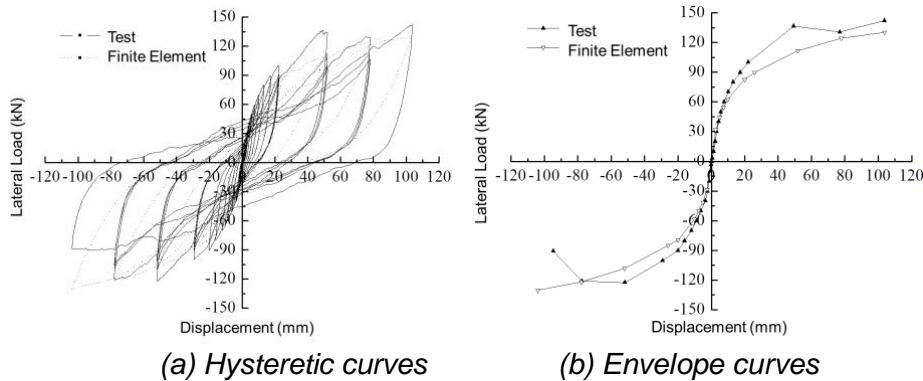 150
120
90
60
30
0
-30
-60
-90
-120
-150
-120 -100 -80 -60 -40 -20 0 20 40 60 80 100 120
Test
Finite Element
Lateral Load (kN)
Displacement (mm)
(a) Hysteretic curves
150
120
90
60
30
0
-30
-60
-90
-120
-150
-120 -100 -80 -60 -40 -20 0 20 40 60 80 100 120
Test
Finite Element
Lateral Load (kN)
Displacement (mm)
(b) Envelope curves